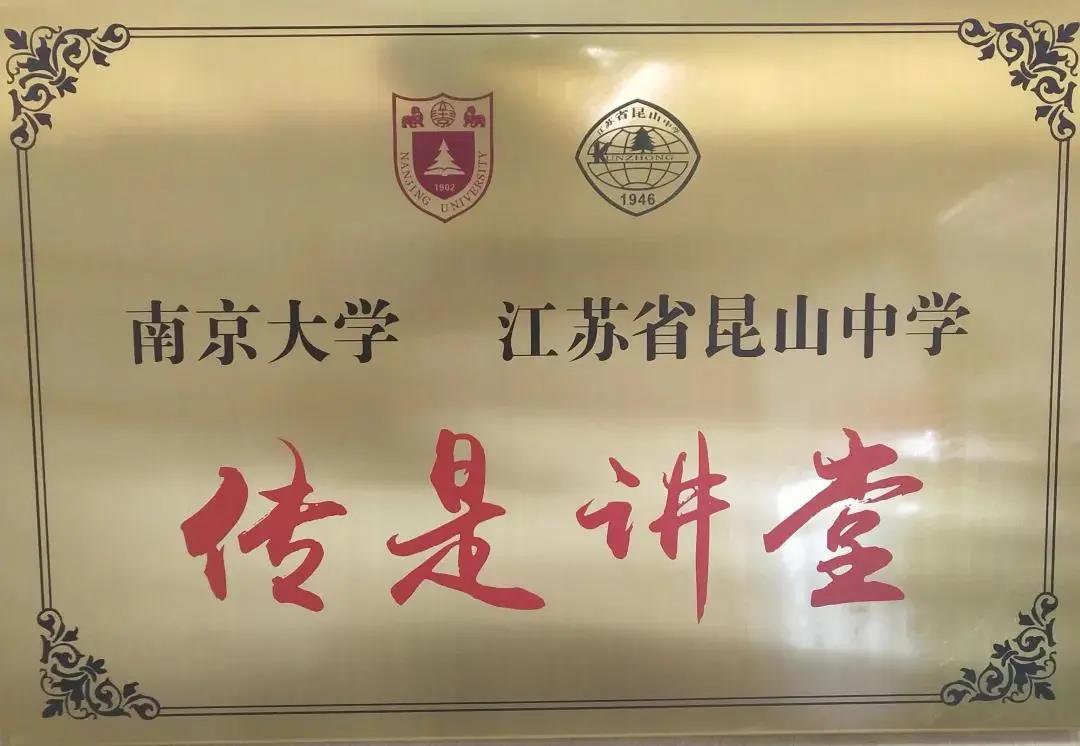 NANJING UNIVERSITY
1902
江苏省昆山中学
KUNZHONG
1946
南京大学 江苏省昆山中学
传是讲堂